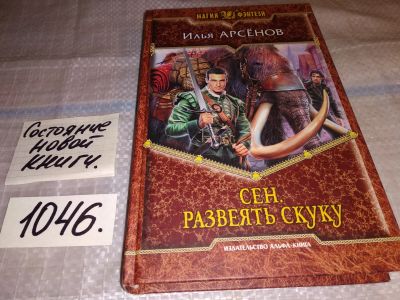 МАГИЯ ФЭНТЕЗИ
Илья АРСЁНОВ
Состояние
новой
книги.
1046.
СЕН.
РАЗВЕЯТЬ СКУКУ
ИЗДАТЕЛЬСТВО АЛЬФА-КНИГА